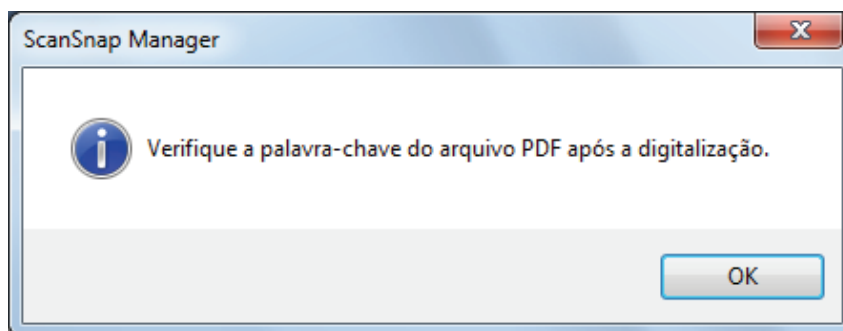 ScanSnap Manager
Verifique a palavra-chave do arquivo PDF após a digitalização.
OK